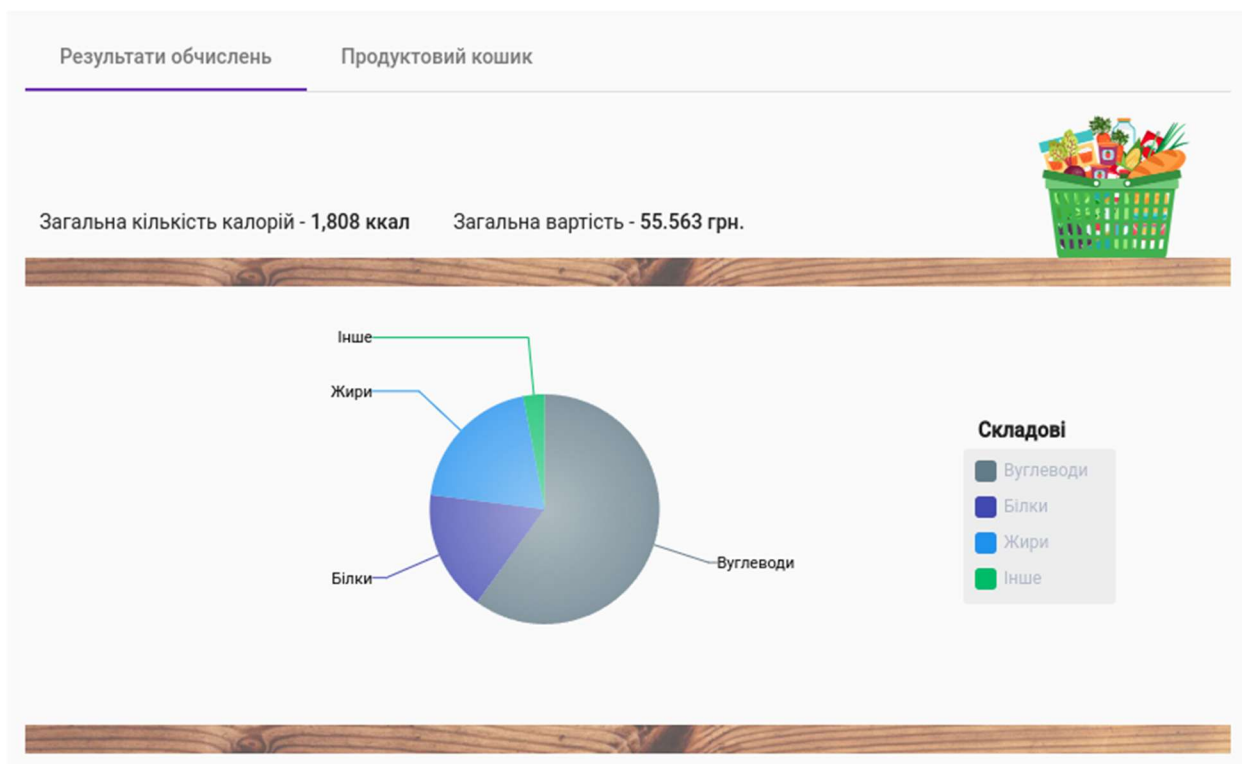 Результати обчислень Продуктовий кошик
Загальна кількість калорій - 1,808 ккал Загальна вартість - 55.563 грн.
Інше
Жири
Білки
Вуглеводи
Складові
Вуглеводи
Білки
Жири
Інше